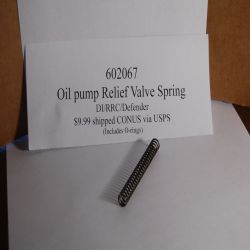 602067
Oil pump Relief Valve Spring
DI/RRC/Defender
$9.99 shipped CONUS via USPS
(Includes O-rings)